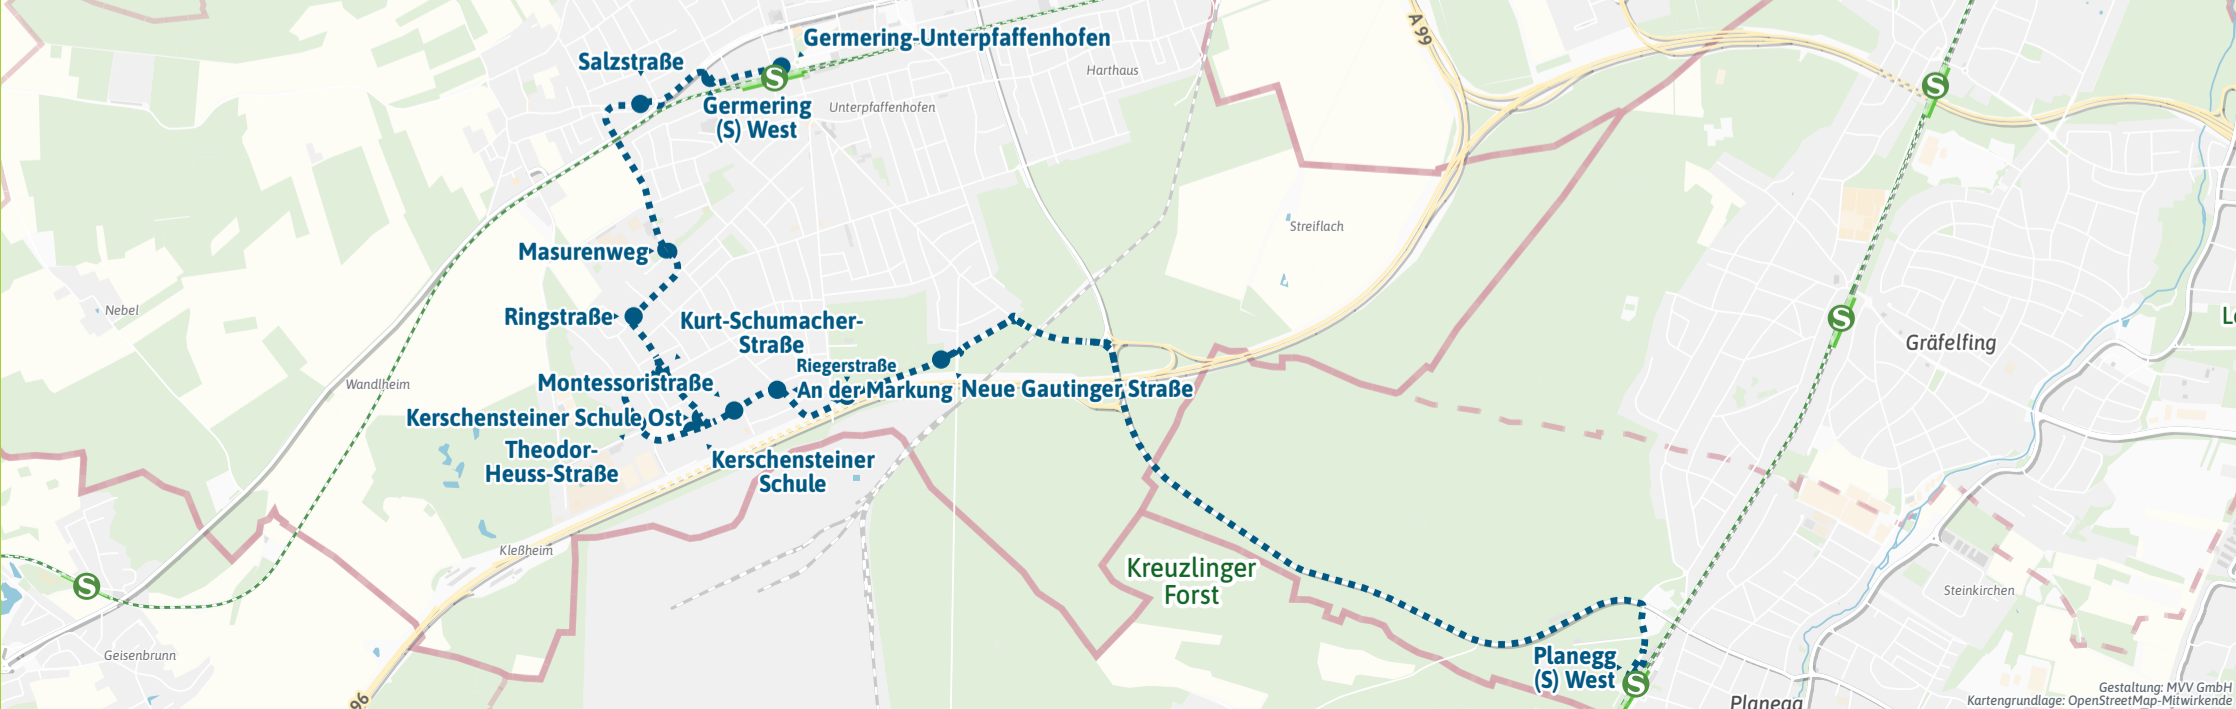 Germering-Unterpfaffenhofen
A 99
Salzstraße
Harthaus
S
S
Germering
(S) West
Unterpfaffenhofen
Streiflach
Masurenweg
Nebel
Ringstraße
Kurt-Schumacher-
Straße
S
Gräfelfing
Riegerstraße
Wandlheim
Montessoristraße
An der Markung
Neue Gautinger Straße
Kerschensteiner Schule Ost
Theodor-
Heuss-Straße
Kerschensteiner
Schule
Kleßheim
Kreuzlinger
Forst
S
Steinkirchen
Geisenbrunn
Planegg
(S) West
S
96
Planegg
Gestaltung: MVV GmbH
Kartengrundlage: OpenStreetMap-Mitwirkende